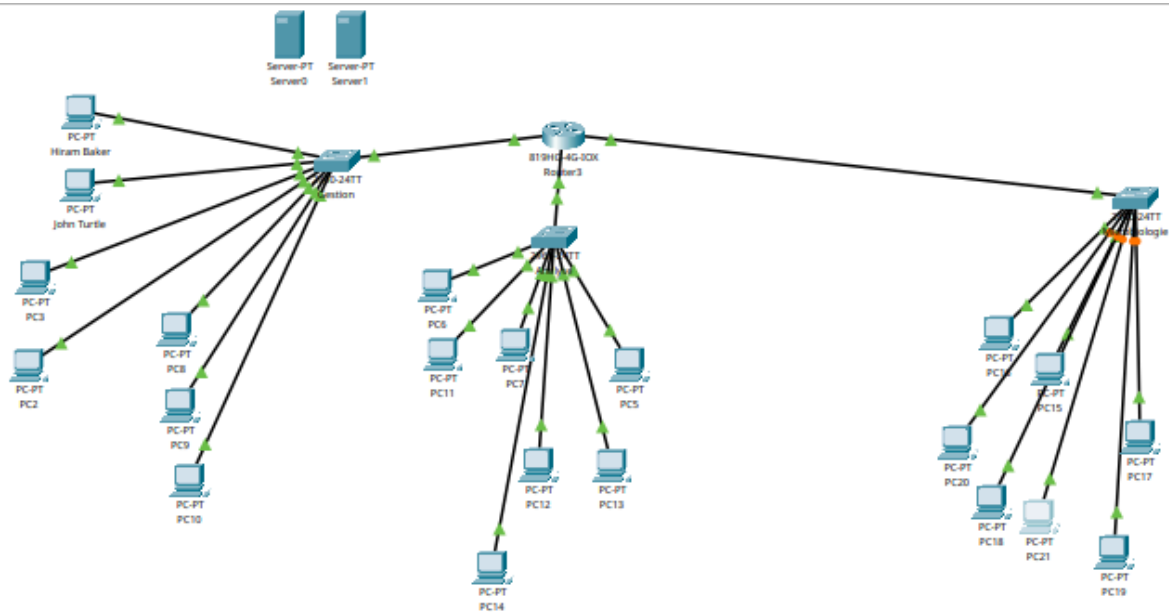 Server-PT
Server0
Server-PT
Server1
PC-PT
Hiram Baker
819HG-4G-IOX
Router3
PC-PT
John Turtle
PC-PT
PC3
PC-PT
PC8
PC-PT
PC2
PC-PT
PC9
PC-PT
PC10
PC-PT
PC6
PC-PT
PC11
PC-PT
PC7
PC-PT
PC5
PC-PT
PC12
PC-PT
PC13
PC-PT
PC14
PC-PT
PC-PT
PC15
PC-PT
PC20
PC-PT
PC17
PC-PT
PC18
PC-PT
PC21
PC-PT
PC19